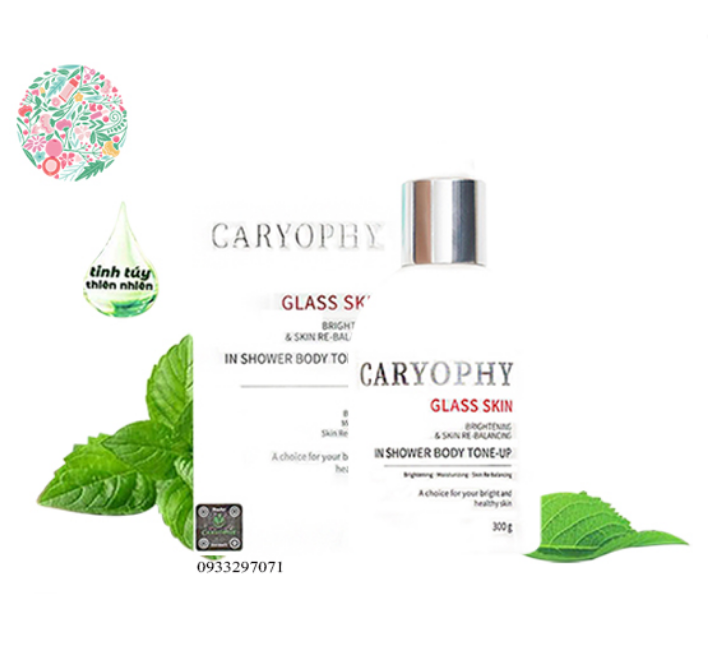 tinh túy
thiên nhiên
CARYOPHY
GLASS SK
BRIGHT
& SKIN RE-BAL
IN SHOWER BODY TO
Skin Re
A choice for your b
hea
0933297071
CARYOPHY
GLASS SKIN
BRIGHTENING
& SKIN RE-BALANCING
IN SHOWER BODY TONE-UP
Brightening · Moisturizing · Skin Re-balancing
A choice for your bright and
healthy skin
300 g